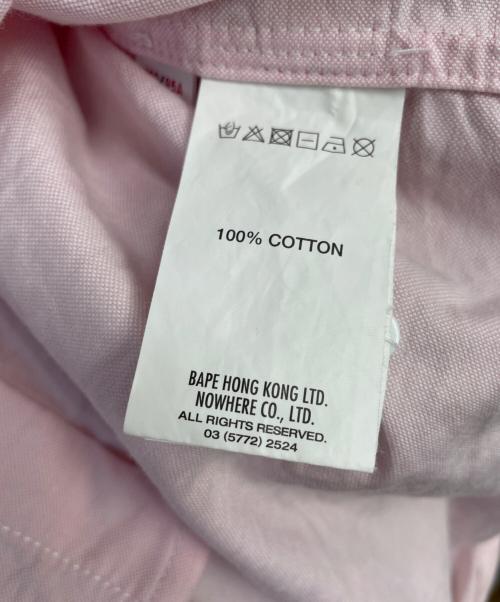 100% COTTON
BAPE HONG KONG LTD.
NOWHERE CO., LTD.
ALL RIGHTS RESERVED.
03 (5772) 2524